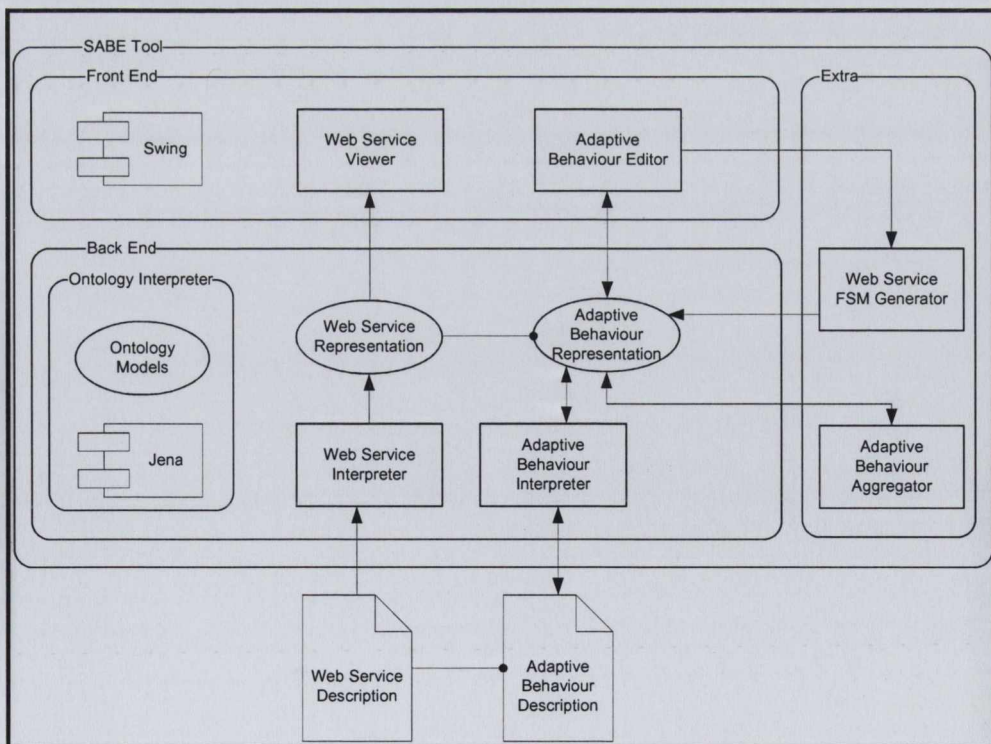 SABE Tool
Front End
Extra
Swing
Web Service
Viewer
Adaptive
Behaviour Editor
Back End
Ontology Interpreter
Ontology
Models
Jena
Web Service
Representation
Adaptive
Behaviour
Representation
Web Service
FSM Generator
Web Service
Interpreter
Adaptive
Behaviour
Interpreter
Adaptive
Behaviour
Aggregator
Web Service
Description
Adaptive
Behaviour
Description